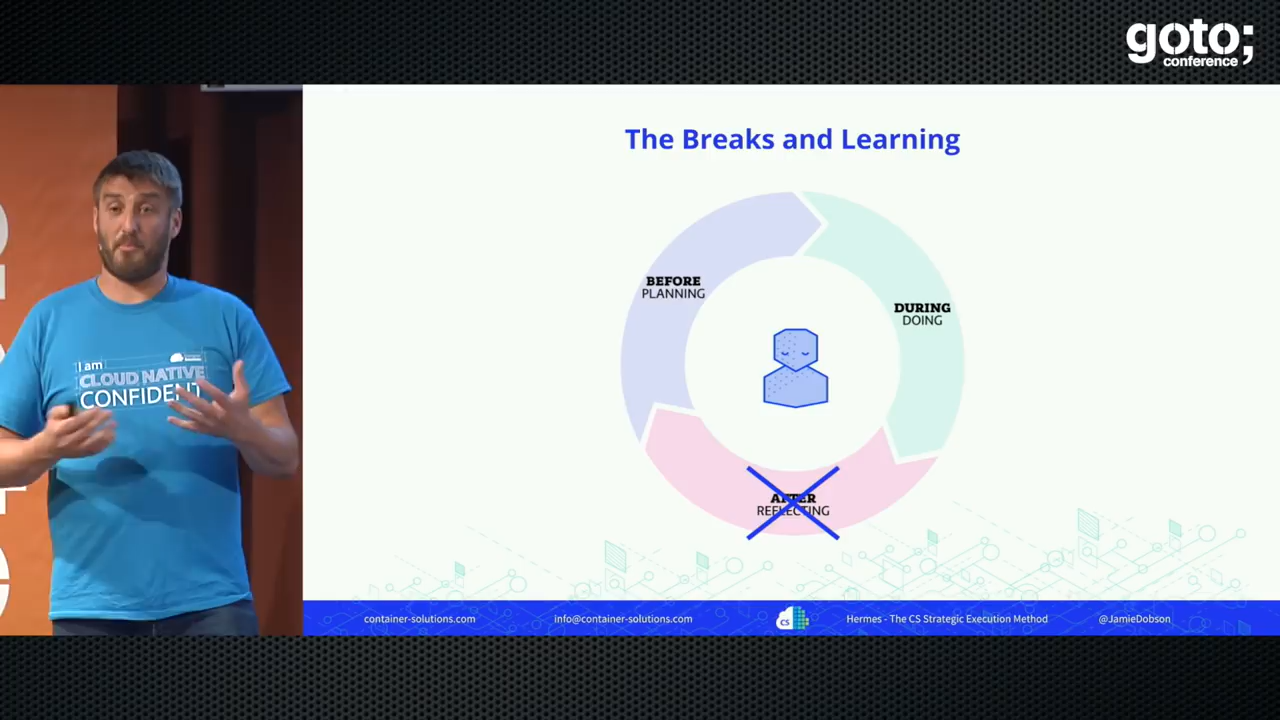 goto;
conference
The Breaks and Learning
BEFORE
PLANNING
DURING
DOING
AFTER
REFLECTING
I am
CLOUD NATIVE
CONFIDENT
container-solutions.com
info@container-solutions.com
CS
Hermes - The CS Strategic Execution Method
@JamieDobson